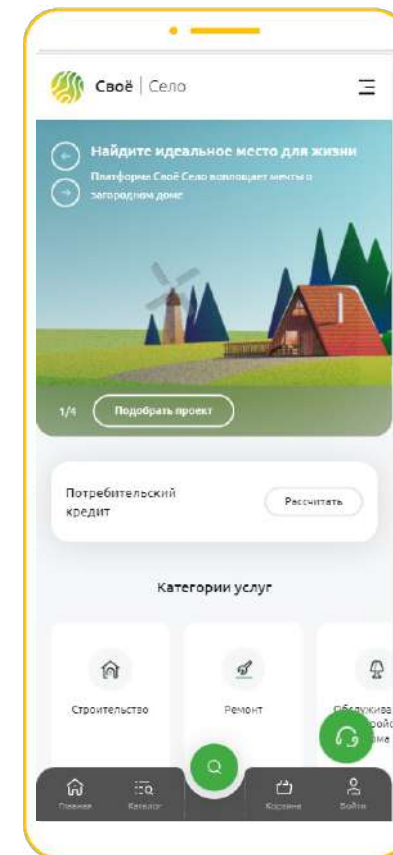 Своё | Село
Найдите идеальное место для жизни
Платформа Своё Село воплощает мечты о
загородном доме
1/4 Подобрать проект
Потребительский
кредит
Рассчитать
Категории услуг
Строительство
Ремонт
Главная
Каталог
Корзина
Войти